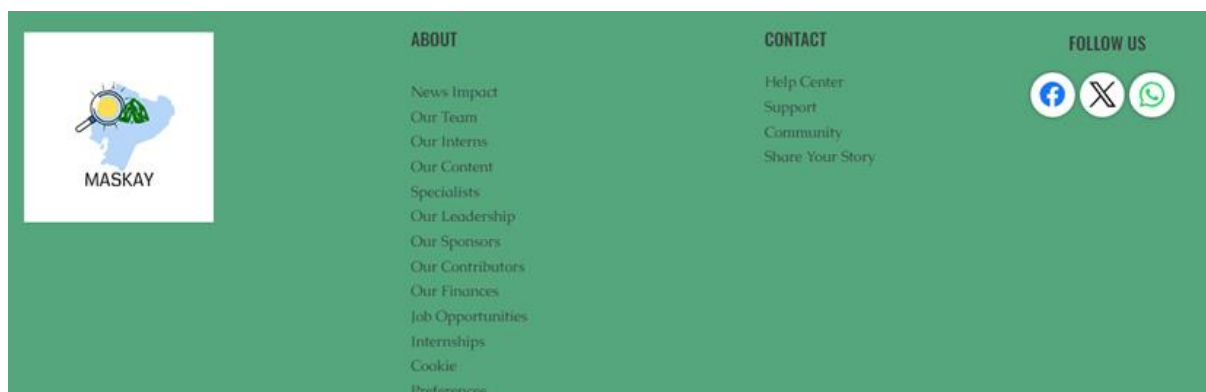 MASKAY
ABOUT
News Impact
Our Team
Our Interns
Our Content
Specialists
Our Leadership
Our Sponsors
Our Contributors
Our Finances
Job Opportunities
Internships
Cookie
Preferences
CONTACT
Help Center
Support
Community
Share Your Story
FOLLOW US